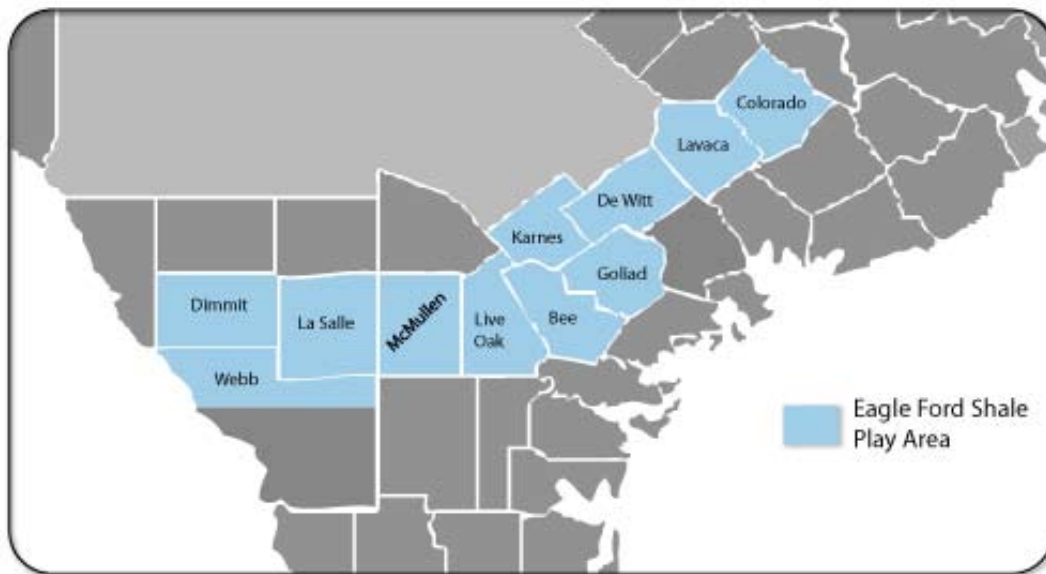 Colorado
Lavaca
De Witt
Karnes
Goliad
Dimmit
La Salle
McMullen
Live
Oak
Bee
Webb
Eagle Ford Shale
Play Area